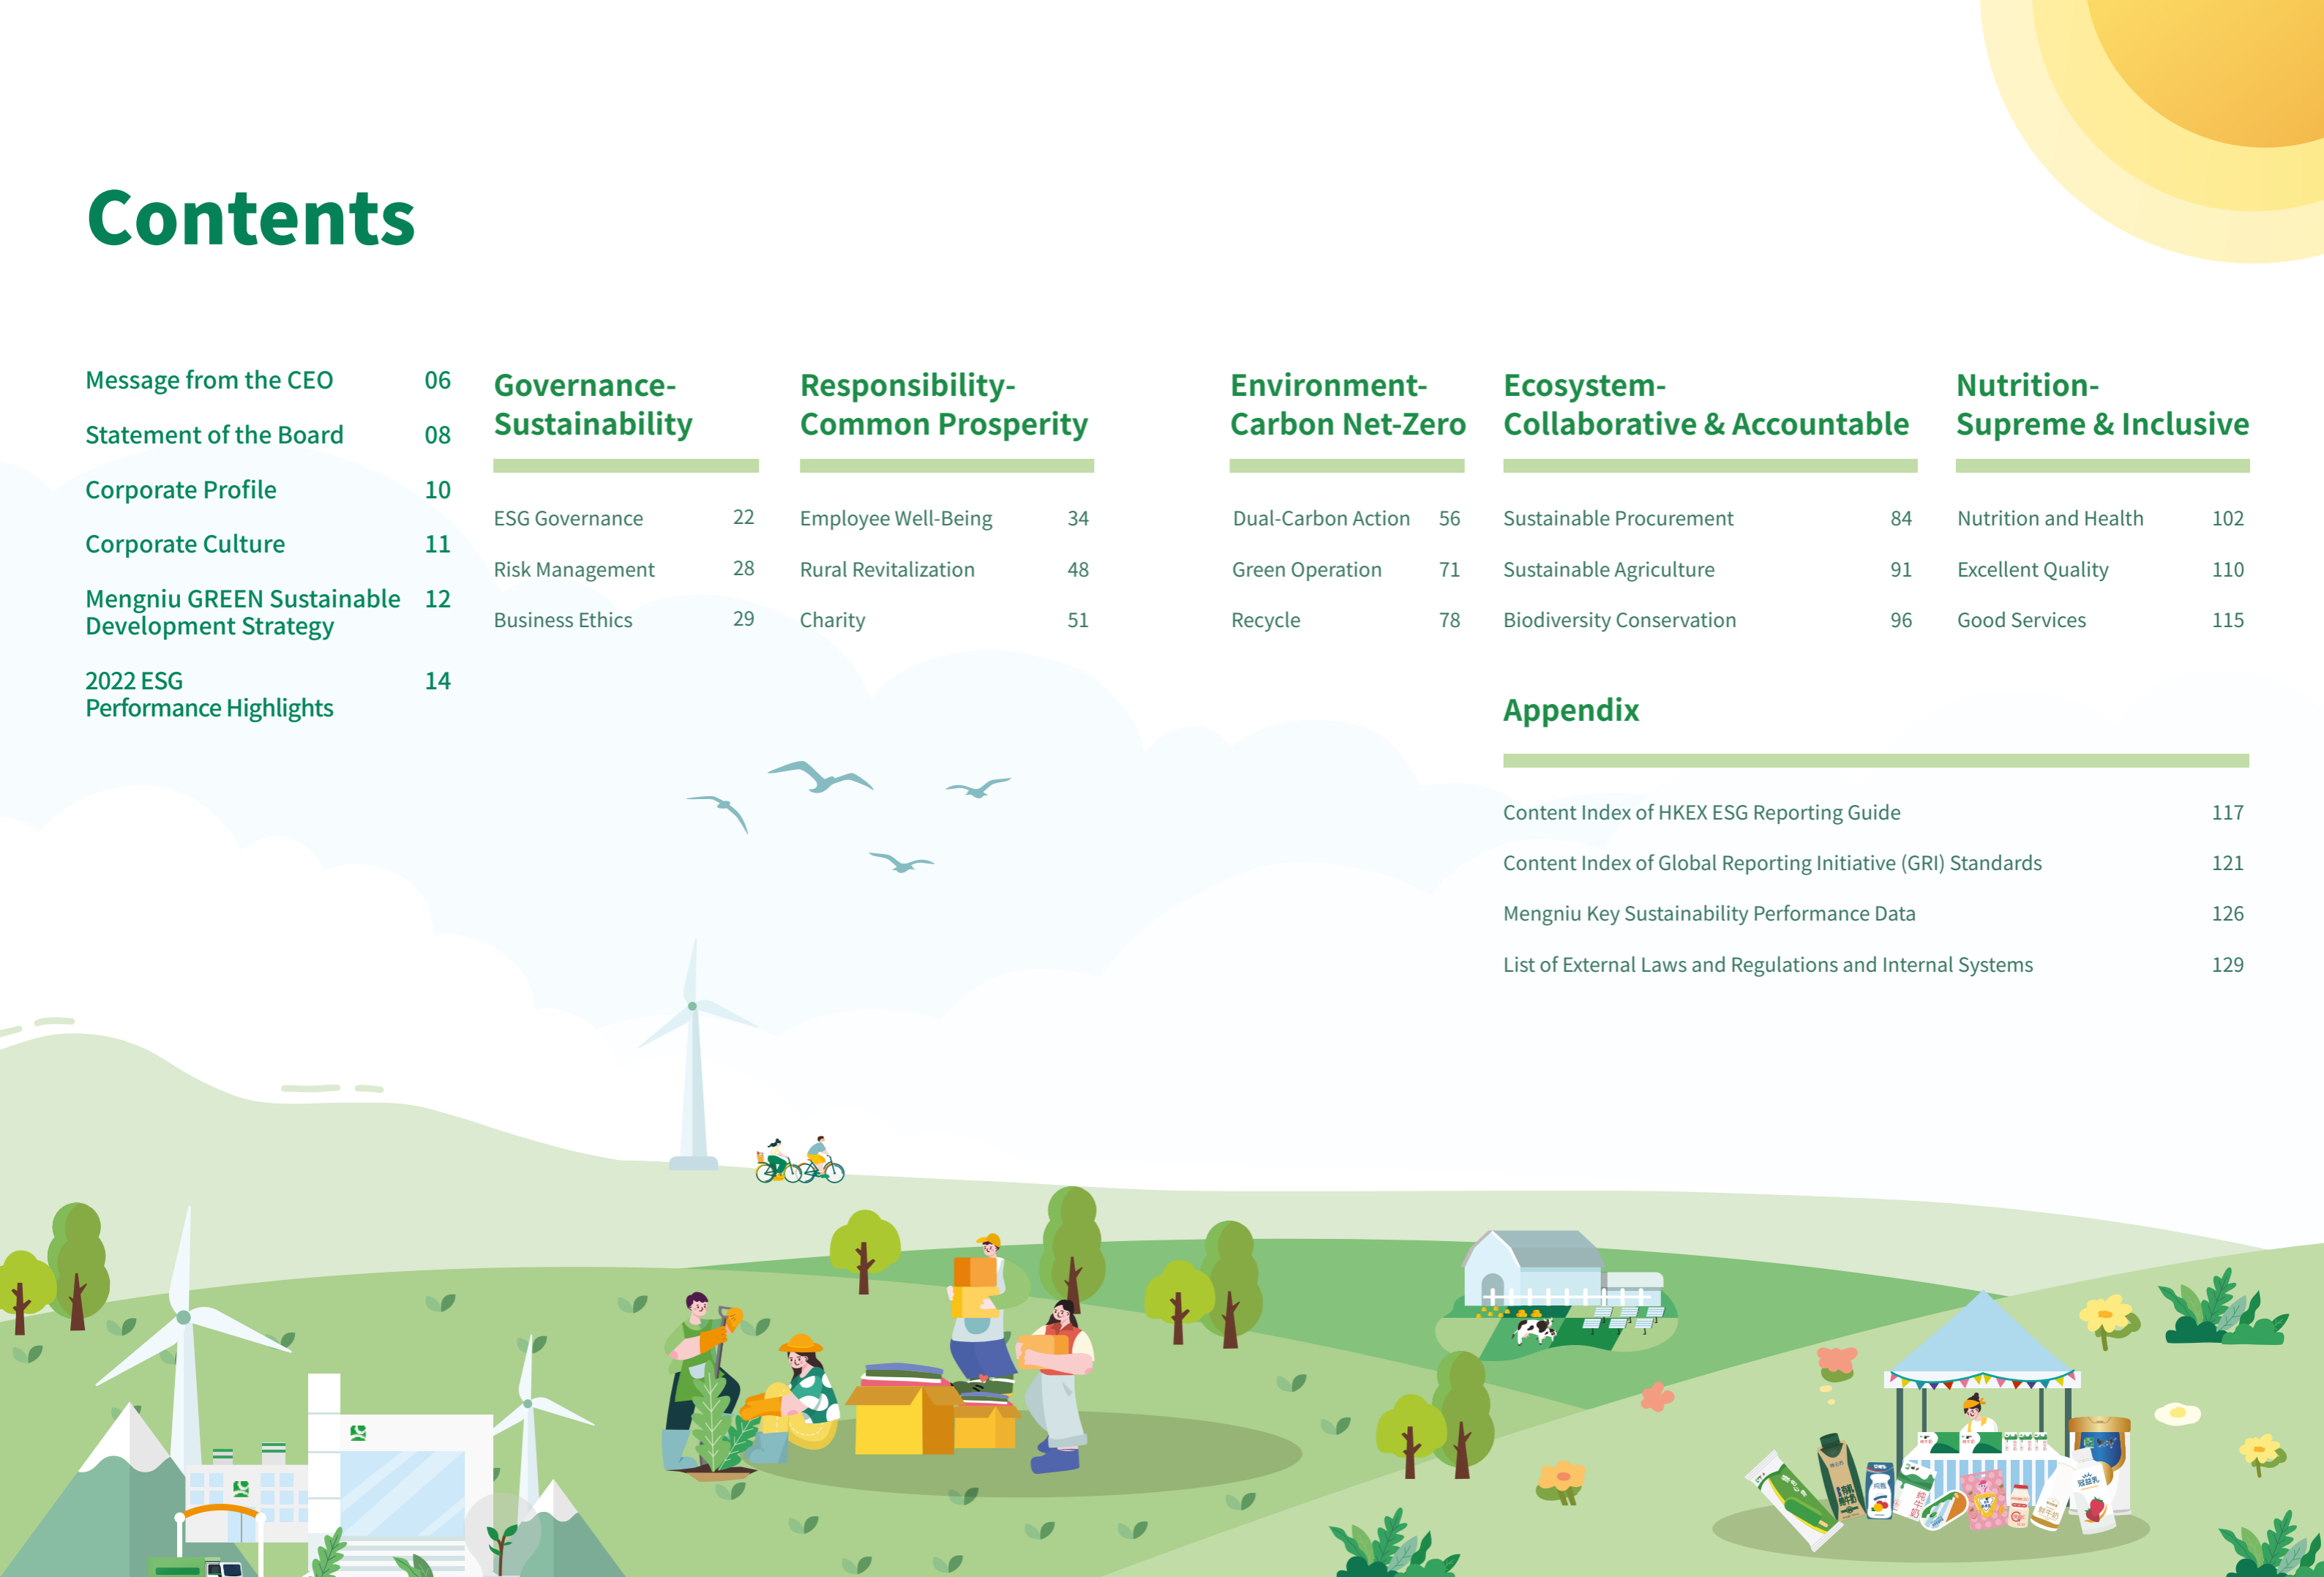 Contents
Message from the CEO 06
Statement of the Board 08
Corporate Profile 10
Corporate Culture 11
Mengniu GREEN Sustainable 12
Development Strategy
2022 ESG 14
Performance Highlights
Governance-
Sustainability
ESG Governance 22
Risk Management 28
Business Ethics 29
Responsibility-
Common Prosperity
Employee Well-Being 34
Rural Revitalization 48
Charity 51
Environment-
Carbon Net-Zero
Dual-Carbon Action 56
Green Operation 71
Recycle 78
Ecosystem-
Collaborative & Accountable
Sustainable Procurement 84
Sustainable Agriculture 91
Biodiversity Conservation 96
Nutrition-
Supreme & Inclusive
Nutrition and Health 102
Excellent Quality 110
Good Services 115
Appendix
Content Index of HKEX ESG Reporting Guide 117
Content Index of Global Reporting Initiative (GRI) Standards 121
Mengniu Key Sustainability Performance Data 126
List of External Laws and Regulations and Internal Systems 129
冠益乳